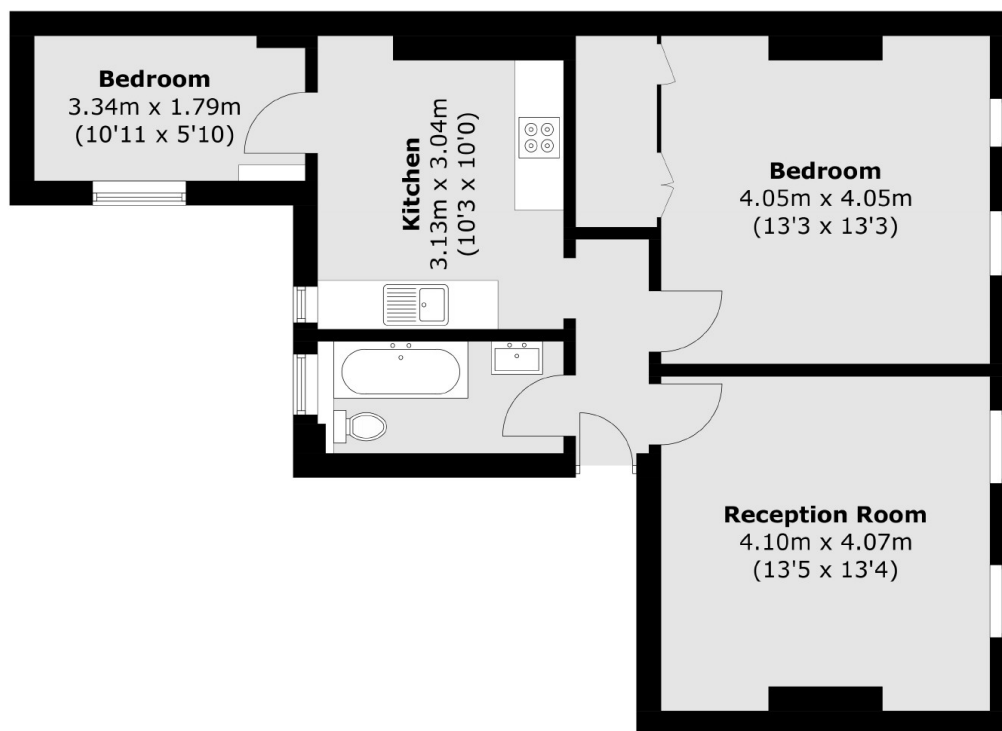 Bedroom
3.34m x 1.79m
(10'11 x 5'10)
Kitchen
3.13m x 3.04m
(10'3 x 10'0)
Bedroom
4.05m x 4.05m
(13'3 x 13'3)
Reception Room
4.10m x 4.07m
(13'5 x 13'4)